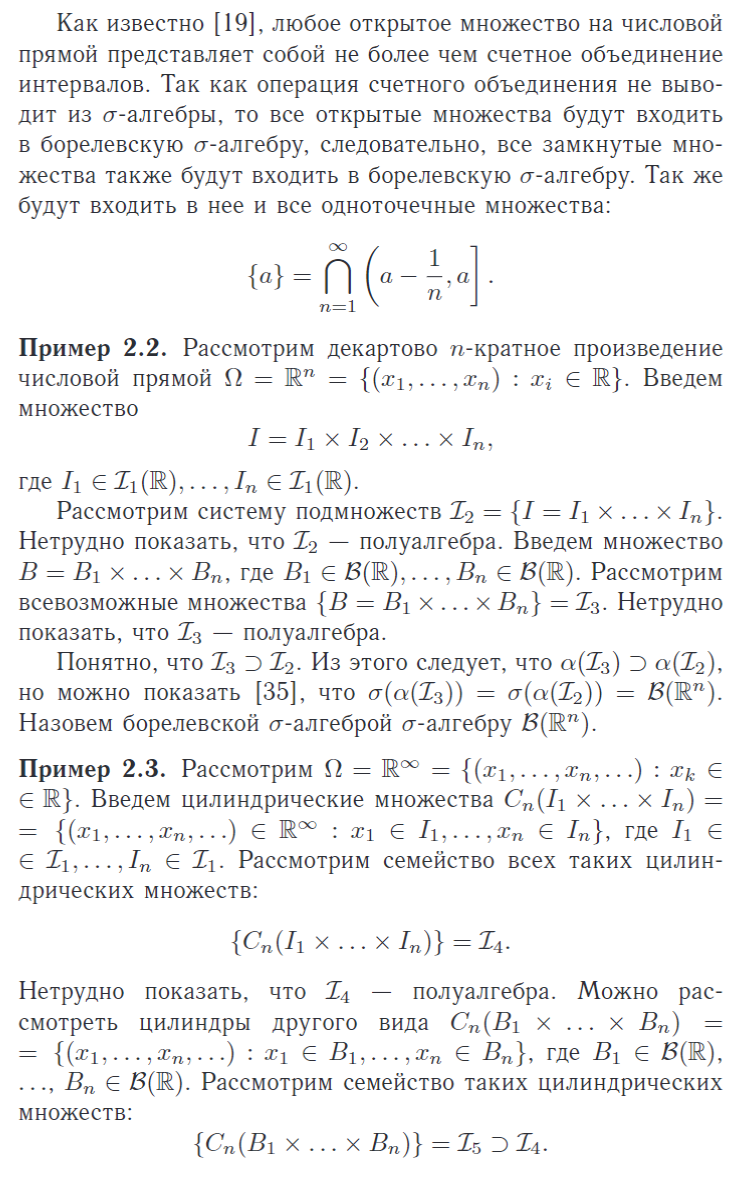 Как известно [19], любое открытое множество на числовой
прямой представляет собой не более чем счетное объединение
интервалов. Так как операция счетного объединения не выво-
дит из σ-алгебры, то все открытые множества будут входить
в борелевскую σ-алгебру, следовательно, все замкнутые мно-
жества также будут входить в борелевскую σ-алгебру. Так же
будут входить в нее и все одноточечные множества:
$$\{a\} = \bigcap_{n=1}^{\infty} \left( a - \frac{1}{n}, a \right].$$
Пример 2.2. Рассмотрим декартово n-кратное произведение
числовой прямой $\Omega = \mathbb{R}^n = \{(x_1, \ldots, x_n) : x_i \in \mathbb{R}\}$. Введем
множество
$$I = I_1 \times I_2 \times \ldots \times I_n,$$
где $I_1 \in \mathcal{I}_1(\mathbb{R}), \ldots, I_n \in \mathcal{I}_1(\mathbb{R})$.
Рассмотрим систему подмножеств $\mathcal{I}_2 = \{I = I_1 \times \ldots \times I_n\}$.
Нетрудно показать, что $\mathcal{I}_2$ — полуалгебра. Введем множество
$B = B_1 \times \ldots \times B_n$, где $B_1 \in \mathcal{B}(\mathbb{R}), \ldots, B_n \in \mathcal{B}(\mathbb{R})$. Рассмотрим
всевозможные множества $\{B = B_1 \times \ldots \times B_n\} = \mathcal{I}_3$. Нетрудно
показать, что $\mathcal{I}_3$ — полуалгебра.
Понятно, что $\mathcal{I}_3 \supset \mathcal{I}_2$. Из этого следует, что $\alpha(\mathcal{I}_3) \supset \alpha(\mathcal{I}_2)$,
но можно показать [35], что $\sigma(\alpha(\mathcal{I}_3)) = \sigma(\alpha(\mathcal{I}_2)) = \mathcal{B}(\mathbb{R}^n)$.
Назовем борелевской σ-алгеброй σ-алгебру $\mathcal{B}(\mathbb{R}^n)$.
Пример 2.3. Рассмотрим $\Omega = \mathbb{R}^\infty = \{(x_1, \ldots, x_n, \ldots) : x_k \in$
$\in \mathbb{R}\}$. Введем цилиндрические множества $C_n(I_1 \times \ldots \times I_n) =$
$= \{(x_1, \ldots, x_n, \ldots) \in \mathbb{R}^\infty : x_1 \in I_1, \ldots, x_n \in I_n\}$, где $I_1 \in$
$\in \mathcal{I}_1, \ldots, I_n \in \mathcal{I}_1$. Рассмотрим семейство всех таких цилин-
дрических множеств:
$$\{C_n(I_1 \times \ldots \times I_n)\} = \mathcal{I}_4.$$
Нетрудно показать, что $\mathcal{I}_4$ — полуалгебра. Можно рас-
смотреть цилиндры другого вида $C_n(B_1 \times \ldots \times B_n) =$
$= \{(x_1, \ldots, x_n, \ldots) : x_1 \in B_1, \ldots, x_n \in B_n\}$, где $B_1 \in \mathcal{B}(\mathbb{R})$,
$\ldots, B_n \in \mathcal{B}(\mathbb{R})$. Рассмотрим семейство таких цилиндрических
множеств:
$$\{C_n(B_1 \times \ldots \times B_n)\} = \mathcal{I}_5 \supset \mathcal{I}_4.$$